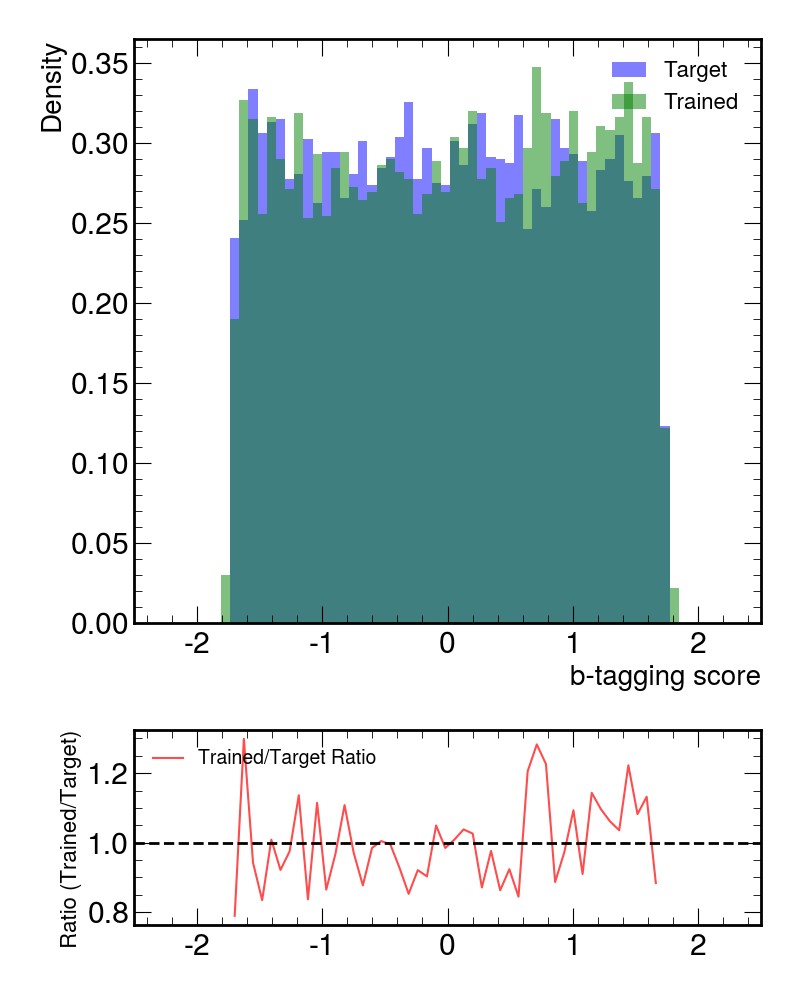 Density
0.35
0.30
0.25
0.20
0.15
0.10
0.05
0.00
Target
Trained
-2 -1 0 1 2
b-tagging score
Ratio (Trained/Target)
1.2
1.0
0.8
Trained/Target Ratio
-2 -1 0 1 2